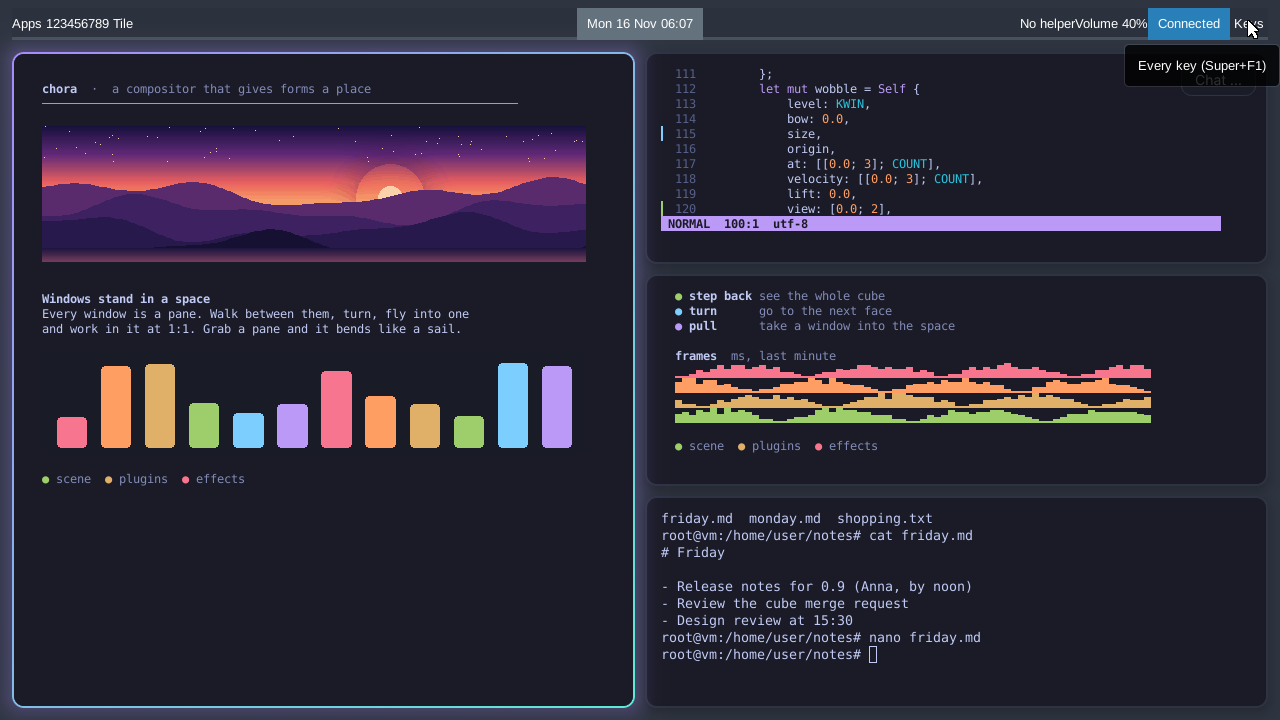 Apps 123456789 Tile
Mon 16 Nov 06:07
No helperVolume 40%
Connected
Keys
Every key (Super+F1)
Chat ...
chora · a compositor that gives forms a place
Windows stand in a space
Every window is a pane. Walk between them, turn, fly into one
and work in it at 1:1. Grab a pane and it bends like a sail.
scene plugins effects
111 };
112 let mut wobble = Self {
113 level: KWIN,
114 bow: 0.0,
115 size,
116 origin,
117 at: [[0.0; 3]; COUNT],
118 velocity: [[0.0; 3]; COUNT],
119 lift: 0.0,
120 view: [0.0; 2],
NORMAL 100:1 utf-8
step back see the whole cube
turn go to the next face
pull take a window into the space
frames ms, last minute
scene plugins effects
friday.md monday.md shopping.txt
root@vm:/home/user/notes# cat friday.md
# Friday
- Release notes for 0.9 (Anna, by noon)
- Review the cube merge request
- Design review at 15:30
root@vm:/home/user/notes# nano friday.md
root@vm:/home/user/notes#